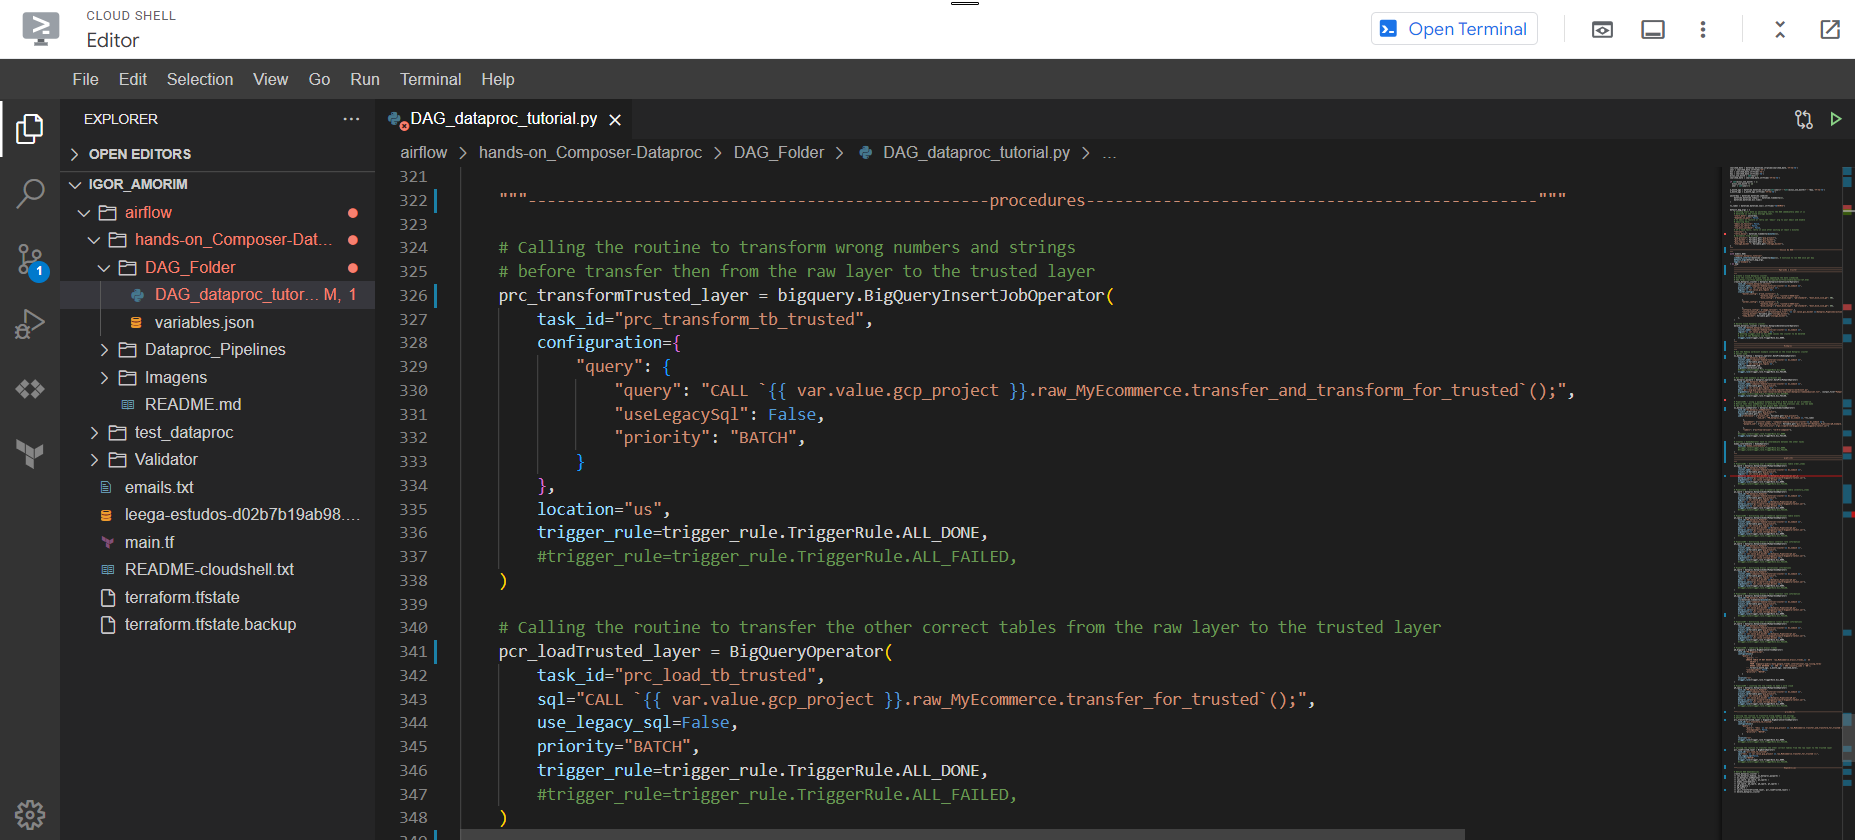 CLOUD SHELL
Editor
Open Terminal
File Edit Selection View Go Run Terminal Help
EXPLORER
OPEN EDITORS
IGOR_AMORIM
airflow
hands-on_Composer-Dat...
DAG_Folder
DAG_dataproc_tutor... M, 1
variables.json
Dataproc_Pipelines
Imagens
README.md
test_dataproc
Validator
emails.txt
leega-estudos-d02b7b19ab98....
main.tf
README-cloudshell.txt
terraform.tfstate
terraform.tfstate.backup
1
DAG_dataproc_tutorial.py
airflow > hands-on_Composer-Dataproc > DAG_Folder > DAG_dataproc_tutorial.py > ...
321
322 """------------------------------------------------procedures-----------------------------------------------"""
323
324 # Calling the routine to transform wrong numbers and strings
325 # before transfer then from the raw layer to the trusted layer
326 prc_transformTrusted_layer = bigquery.BigQueryInsertJobOperator(
327 task_id="prc_transform_tb_trusted",
328 configuration={
329 "query": {
330 "query": "CALL `{{ var.value.gcp_project }}.raw_MyEcommerce.transfer_and_transform_for_trusted`();",
331 "useLegacySql": False,
332 "priority": "BATCH",
333 }
334 },
335 location="us",
336 trigger_rule=trigger_rule.TriggerRule.ALL_DONE,
337 #trigger_rule=trigger_rule.TriggerRule.ALL_FAILED,
338 )
339
340 # Calling the routine to transfer the other correct tables from the raw layer to the trusted layer
341 pcr_loadTrusted_layer = BigQueryOperator(
342 task_id="prc_load_tb_trusted",
343 sql="CALL `{{ var.value.gcp_project }}.raw_MyEcommerce.transfer_for_trusted`();",
344 use_legacy_sql=False,
345 priority="BATCH",
346 trigger_rule=trigger_rule.TriggerRule.ALL_DONE,
347 #trigger_rule=trigger_rule.TriggerRule.ALL_FAILED,
348 )